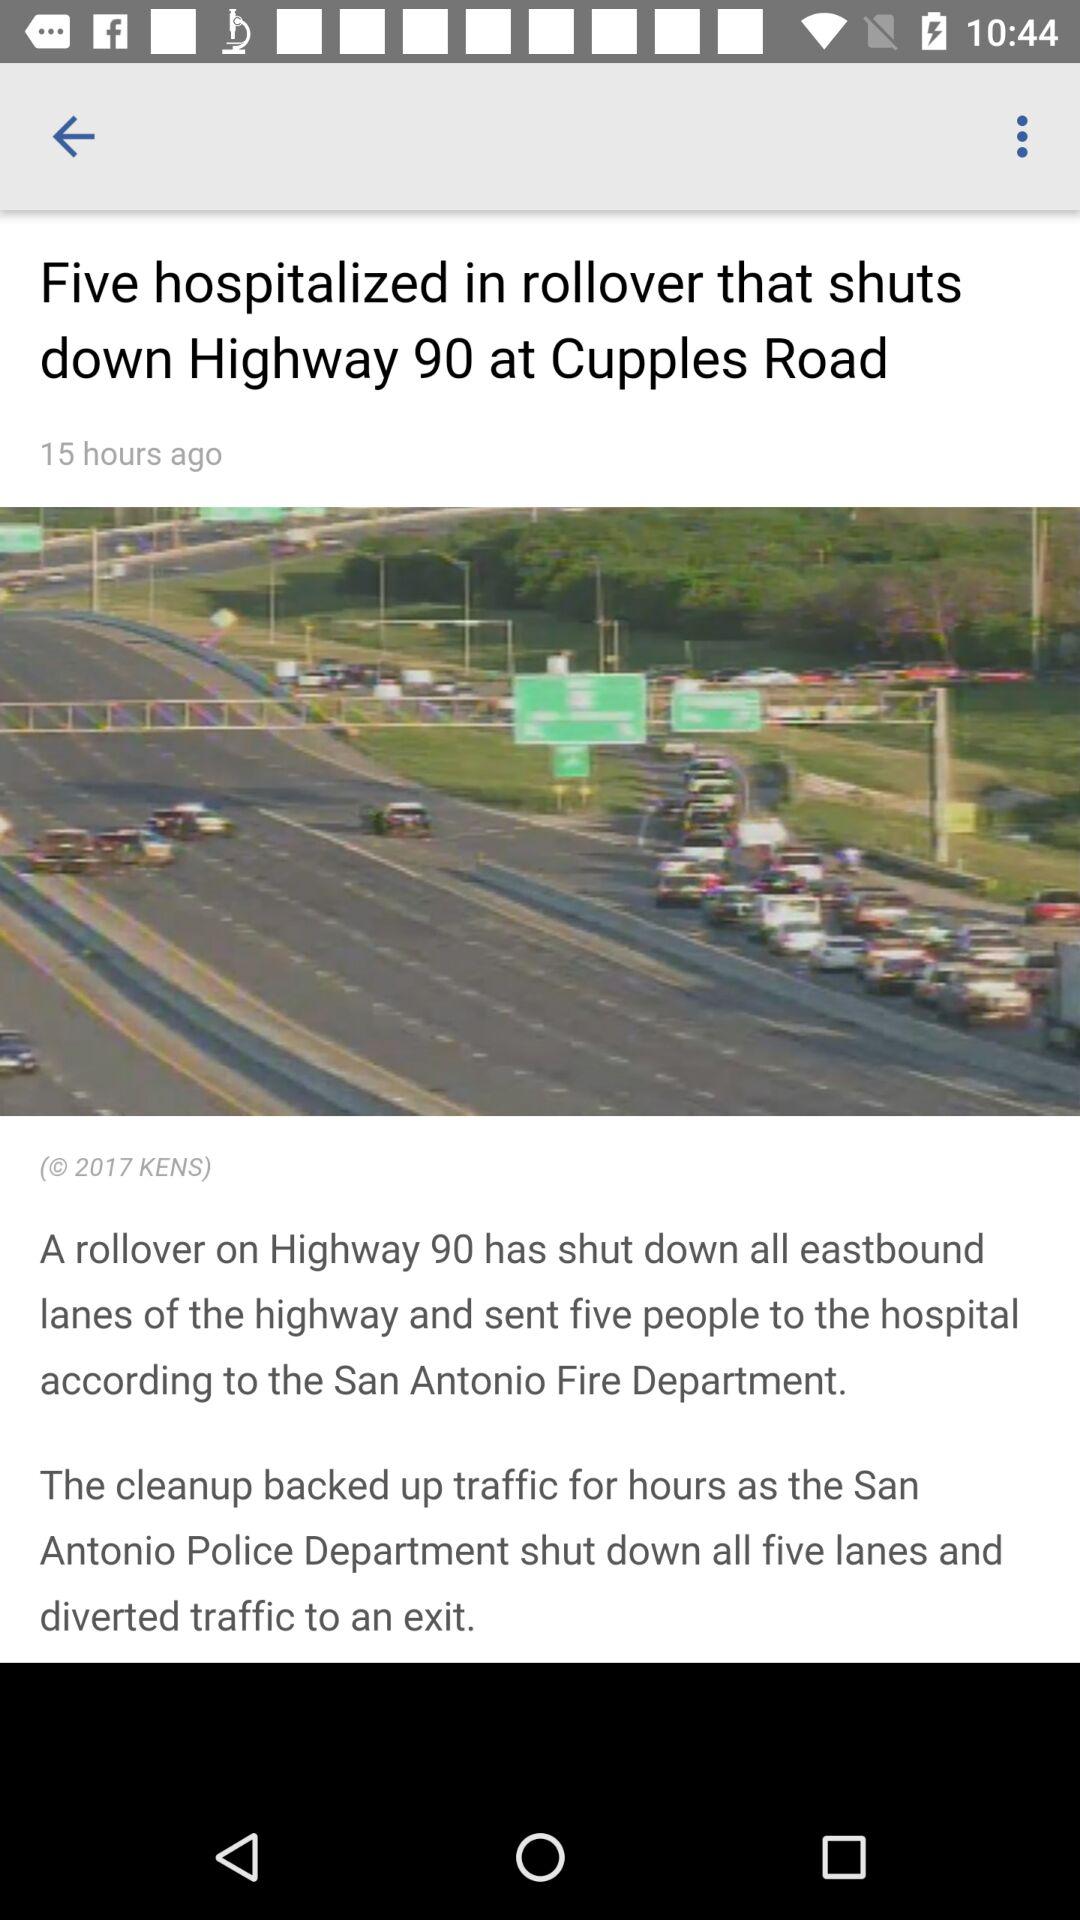 10:44
Five hospitalized in rollover that shuts
down Highway 90 at Cupples Road
15 hours ago
(© 2017 KENS)
A rollover on Highway 90 has shut down all eastbound
lanes of the highway and sent five people to the hospital
according to the San Antonio Fire Department.
The cleanup backed up traffic for hours as the San
Antonio Police Department shut down all five lanes and
diverted traffic to an exit.